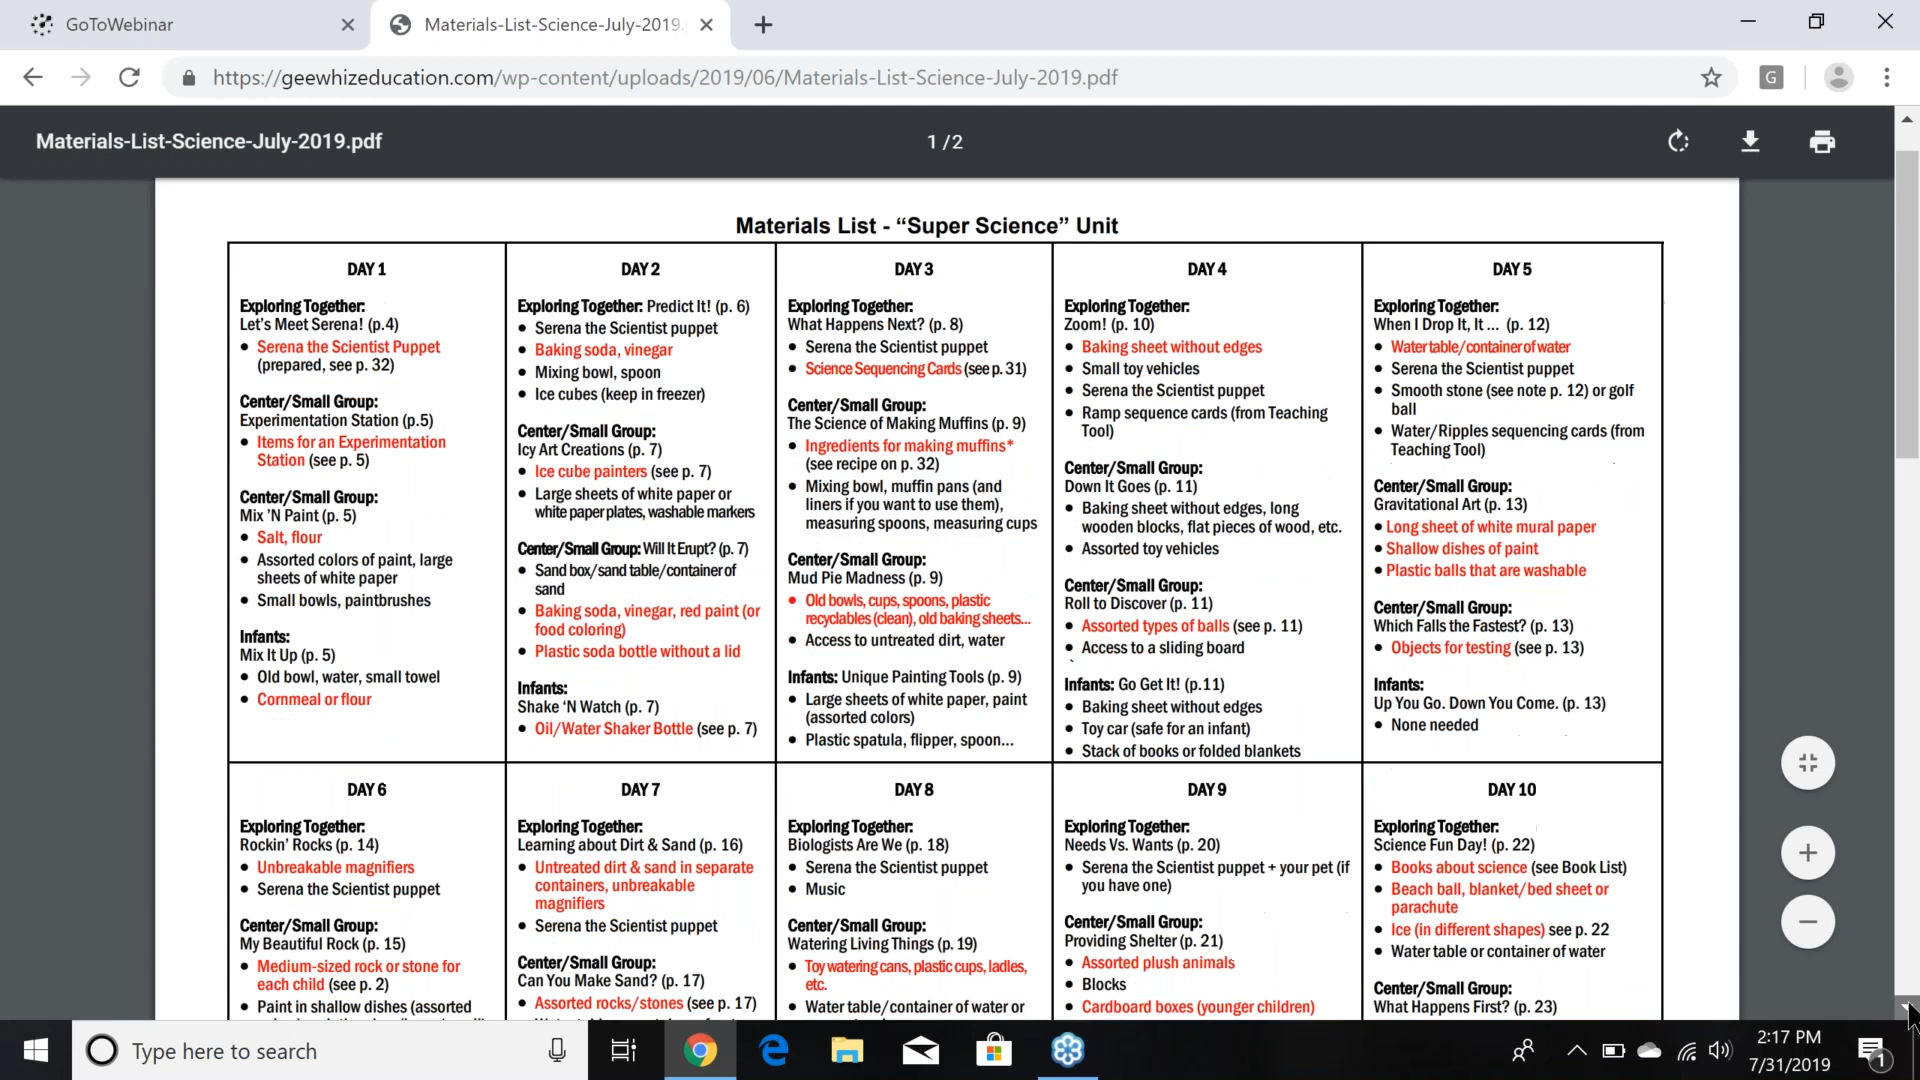 GoToWebinar
Materials-List-Science-July-2019.
https://geewhizeducation.com/wp-content/uploads/2019/06/Materials-List-Science-July-2019.pdf
G
Materials-List-Science-July-2019.pdf
1 / 2
Materials List - “Super Science” Unit
DAY 1
Exploring Together:
Let’s Meet Serena! (p.4)
• Serena the Scientist Puppet
(prepared, see p. 32)
Center/Small Group:
Experimentation Station (p.5)
• Items for an Experimentation
Station (see p. 5)
Center/Small Group:
Mix ’N Paint (p. 5)
• Salt, flour
• Assorted colors of paint, large
sheets of white paper
• Small bowls, paintbrushes
Infants:
Mix It Up (p. 5)
• Old bowl, water, small towel
• Cornmeal or flour
DAY 2
Exploring Together: Predict It! (p. 6)
• Serena the Scientist puppet
• Baking soda, vinegar
• Mixing bowl, spoon
• Ice cubes (keep in freezer)
Center/Small Group:
Icy Art Creations (p. 7)
• Ice cube painters (see p. 7)
• Large sheets of white paper or
white paper plates, washable markers
Center/Small Group: Will It Erupt? (p. 7)
• Sand box/sand table/container of
sand
• Baking soda, vinegar, red paint (or
food coloring)
• Plastic soda bottle without a lid
Infants:
Shake ‘N Watch (p. 7)
• Oil/Water Shaker Bottle (see p. 7)
DAY 3
Exploring Together:
What Happens Next? (p. 8)
• Serena the Scientist puppet
• Science Sequencing Cards (see p. 31)
Center/Small Group:
The Science of Making Muffins (p. 9)
• Ingredients for making muffins*
(see recipe on p. 32)
• Mixing bowl, muffin pans (and
liners if you want to use them),
measuring spoons, measuring cups
Center/Small Group:
Mud Pie Madness (p. 9)
• Old bowls, cups, spoons, plastic
recyclables (clean), old baking sheets...
• Access to untreated dirt, water
Infants: Unique Painting Tools (p. 9)
• Large sheets of white paper, paint
(assorted colors)
• Plastic spatula, flipper, spoon...
DAY 4
Exploring Together:
Zoom! (p. 10)
• Baking sheet without edges
• Small toy vehicles
• Serena the Scientist puppet
• Ramp sequence cards (from Teaching
Tool)
Center/Small Group:
Down It Goes (p. 11)
• Baking sheet without edges, long
wooden blocks, flat pieces of wood, etc.
• Assorted toy vehicles
Center/Small Group:
Roll to Discover (p. 11)
• Assorted types of balls (see p. 11)
• Access to a sliding board
Infants: Go Get It! (p.11)
• Baking sheet without edges
• Toy car (safe for an infant)
• Stack of books or folded blankets
DAY 5
Exploring Together:
When I Drop It, It ... (p. 12)
• Water table/container of water
• Serena the Scientist puppet
• Smooth stone (see note p. 12) or golf
ball
• Water/Ripples sequencing cards (from
Teaching Tool)
Center/Small Group:
Gravitational Art (p. 13)
• Long sheet of white mural paper
• Shallow dishes of paint
• Plastic balls that are washable
Center/Small Group:
Which Falls the Fastest? (p. 13)
• Objects for testing (see p. 13)
Infants:
Up You Go. Down You Come. (p. 13)
• None needed
DAY 6
Exploring Together:
Rockin’ Rocks (p. 14)
• Unbreakable magnifiers
• Serena the Scientist puppet
Center/Small Group:
My Beautiful Rock (p. 15)
• Medium-sized rock or stone for
each child (see p. 2)
• Paint in shallow dishes (assorted
DAY 7
Exploring Together:
Learning about Dirt & Sand (p. 16)
• Untreated dirt & sand in separate
containers, unbreakable
magnifiers
• Serena the Scientist puppet
Center/Small Group:
Can You Make Sand? (p. 17)
• Assorted rocks/stones (see p. 17)
DAY 8
Exploring Together:
Biologists Are We (p. 18)
• Serena the Scientist puppet
• Music
Center/Small Group:
Watering Living Things (p. 19)
• Toy watering cans, plastic cups, ladles,
etc.
• Water table/container of water or
DAY 9
Exploring Together:
Needs Vs. Wants (p. 20)
• Serena the Scientist puppet + your pet (if
you have one)
Center/Small Group:
Providing Shelter (p. 21)
• Assorted plush animals
• Blocks
• Cardboard boxes (younger children)
DAY 10
Exploring Together:
Science Fun Day! (p. 22)
• Books about science (see Book List)
• Beach ball, blanket/bed sheet or
parachute
• Ice (in different shapes) see p. 22
• Water table or container of water
Center/Small Group:
What Happens First? (p. 23)
Type here to search
2:17 PM
7/31/2019
1